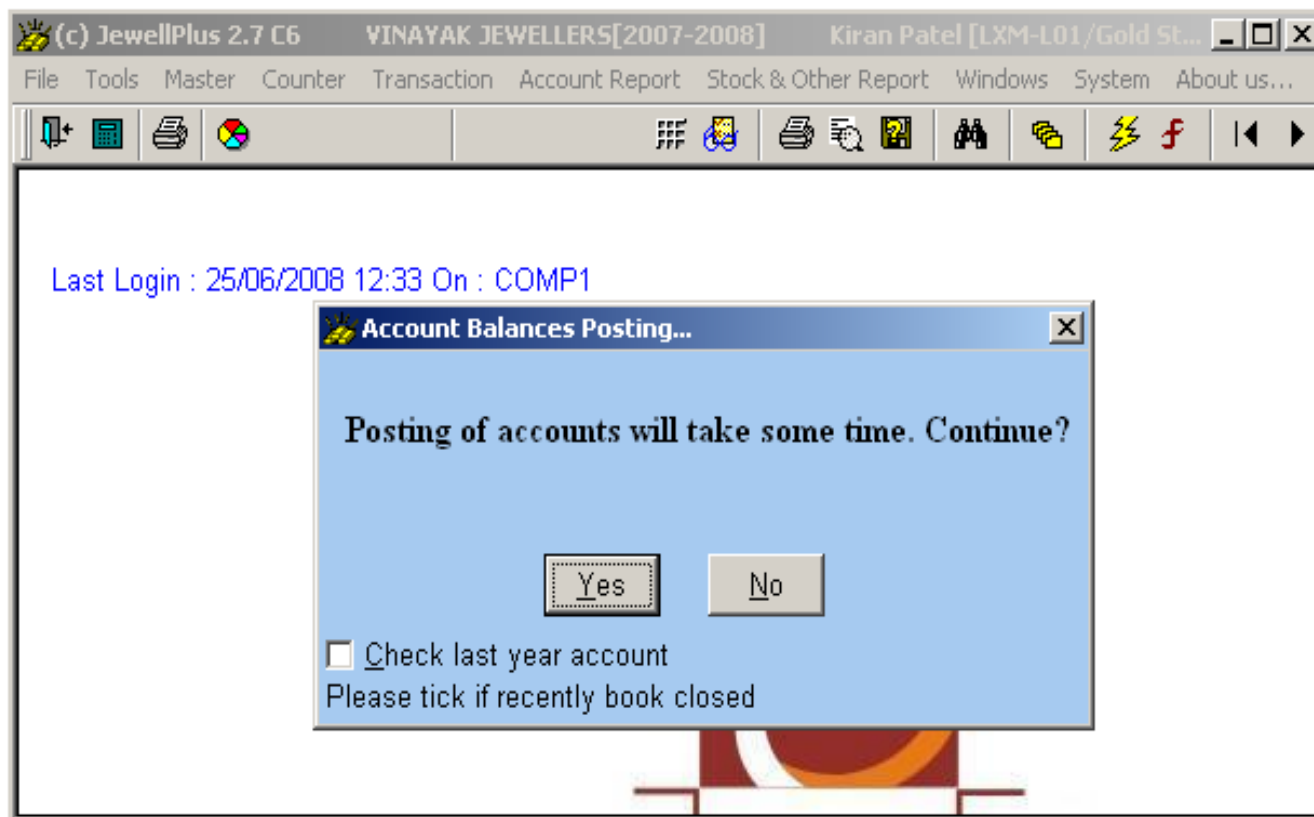 (c) JewellPlus 2.7 C6 VINAYAK JEWELLERS[2007-2008] Kiran Patel [LXM-L01/Gold St...
File Tools Master Counter Transaction Account Report Stock & Other Report Windows System About us...
Last Login : 25/06/2008 12:33 On : COMP1
Account Balances Posting...
Posting of accounts will take some time. Continue?
Yes No
Check last year account
Please tick if recently book closed